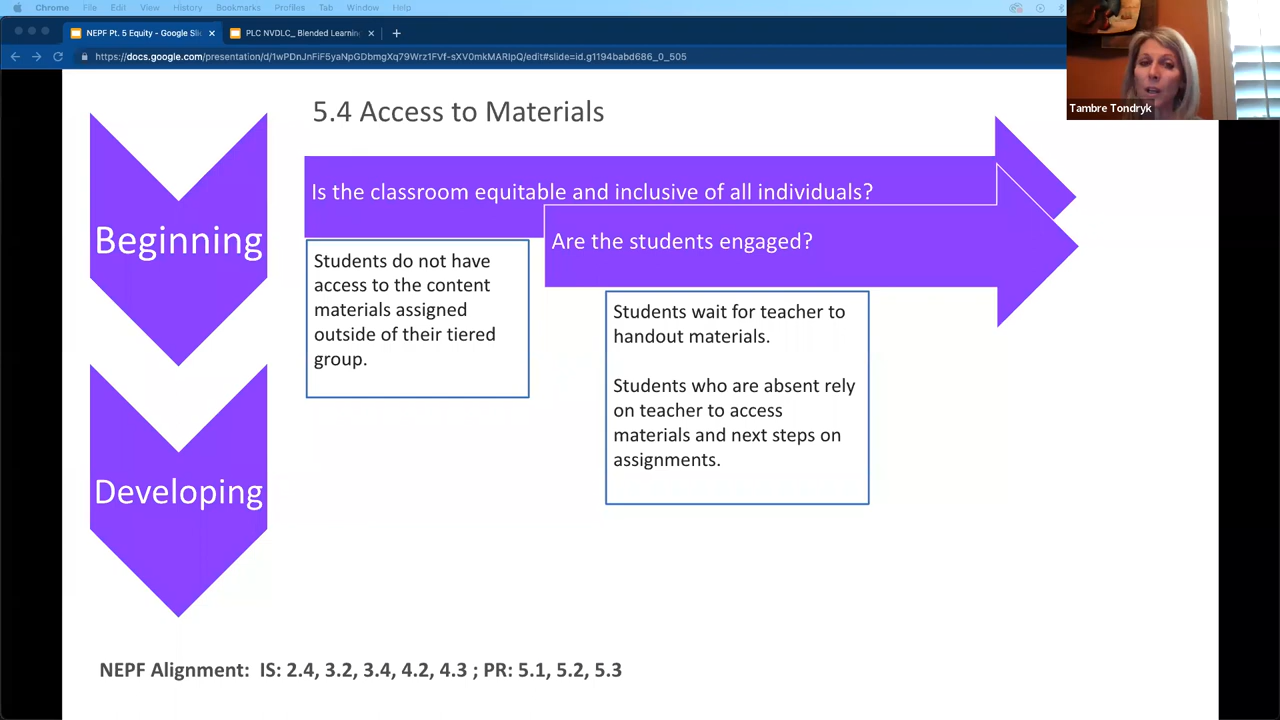 Chrome File Edit View History Bookmarks Profiles Tab Window Help
NEPF Pt. 5 Equity - Google Sli
PLC NVDLC_ Blended Learnin
https://docs.google.com/presentation/d/1wPDnJnFiF5yaNpGDbmgXq79Wrz1FVf-sXV0mkMARIpQ/edit#slide=id.g1194babd686_0_505
Tambre Tondryk
5.4 Access to Materials
Is the classroom equitable and inclusive of all individuals?
Are the students engaged?
Beginning
Students do not have
access to the content
materials assigned
outside of their tiered
group.
Students wait for teacher to
handout materials.
Students who are absent rely
on teacher to access
materials and next steps on
assignments.
Developing
NEPF Alignment: IS: 2.4, 3.2, 3.4, 4.2, 4.3 ; PR: 5.1, 5.2, 5.3